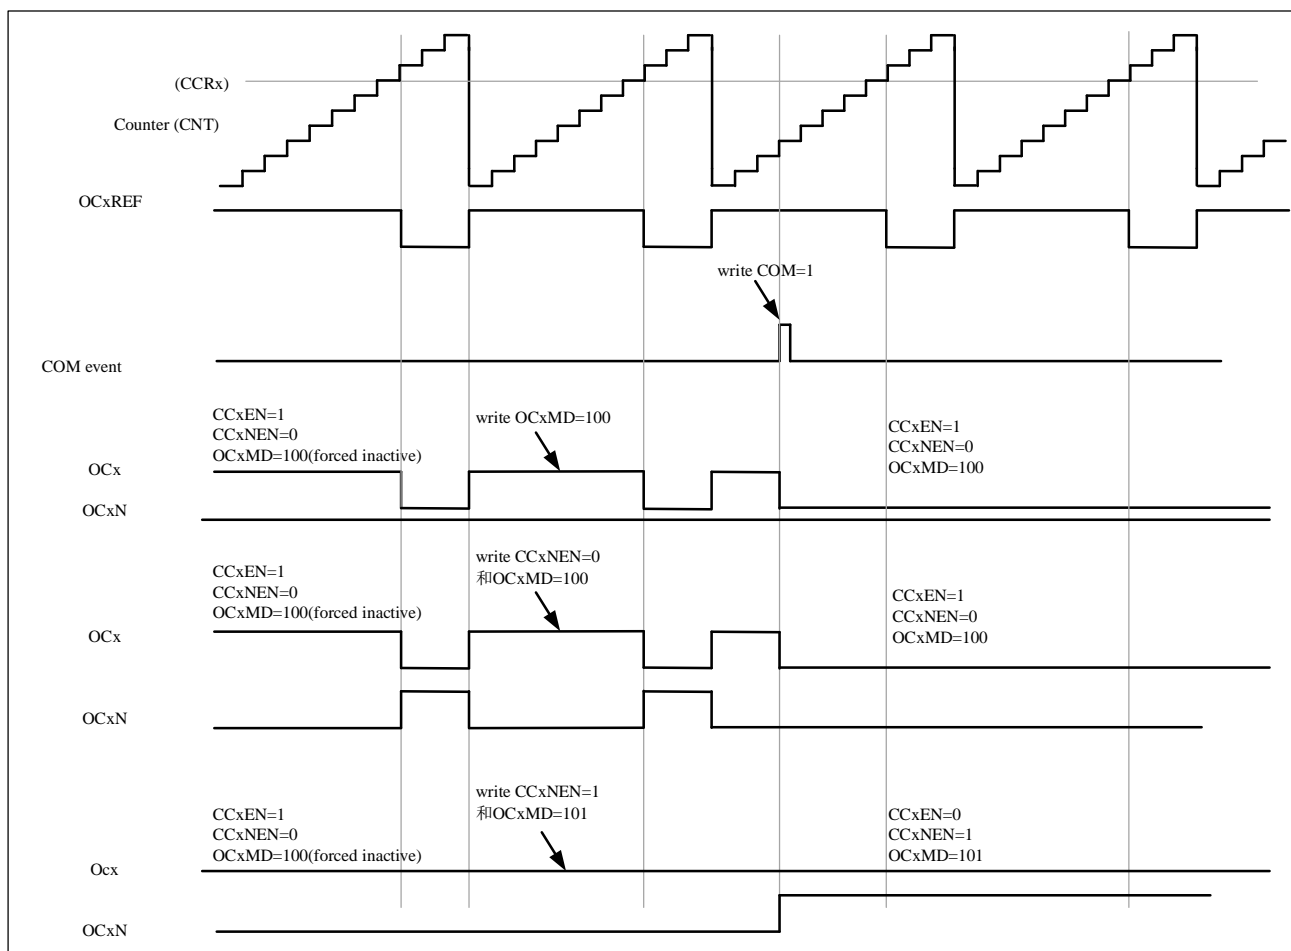 (CCRx)
Counter (CNT)
OCxREF
write COM=1
COM event
CCxEN=1
CCxNEN=0
OCxMD=100(forced inactive)
write OCxMD=100
CCxEN=1
CCxNEN=0
OCxMD=100
OCx
OCxN
CCxEN=1
CCxNEN=0
OCxMD=100(forced inactive)
write CCxNEN=0
和OCxMD=100
CCxEN=1
CCxNEN=0
OCxMD=100
OCx
OCxN
CCxEN=1
CCxNEN=0
OCxMD=100(forced inactive)
write CCxNEN=1
和OCxMD=101
CCxEN=0
CCxNEN=1
OCxMD=101
Ocx
OCxN